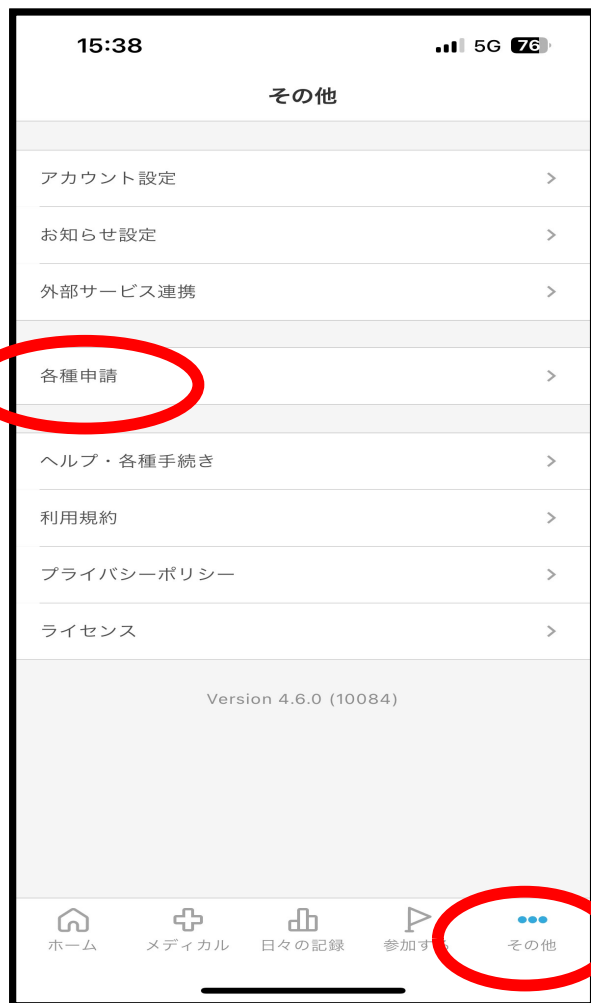 15:38 5G 76
その他
アカウント設定
お知らせ設定
外部サービス連携
各種申請
ヘルプ・各種手続き
利用規約
プライバシーポリシー
ライセンス
Version 4.6.0 (10084)
ホーム メディカル 日々の記録 参加する その他